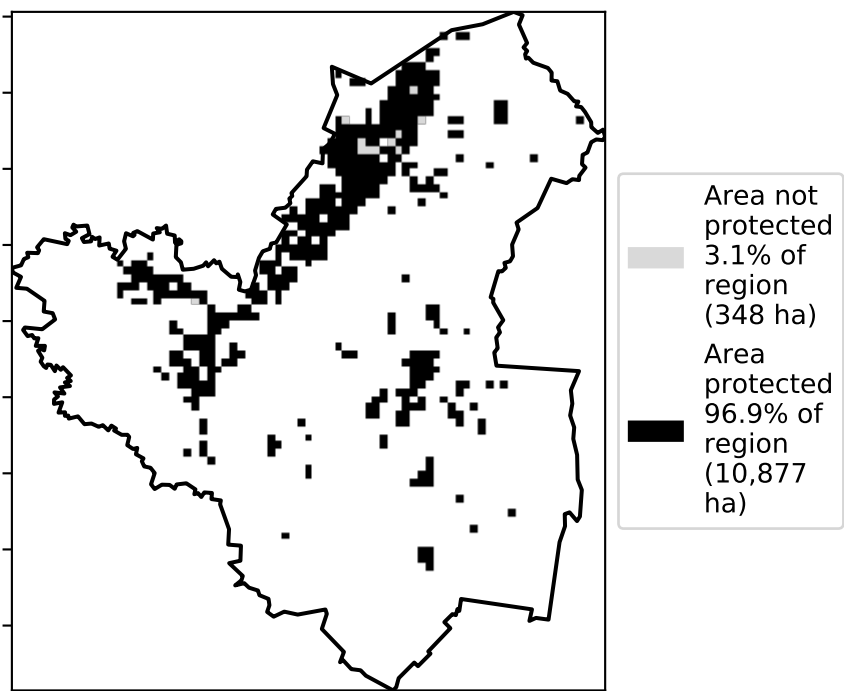 Area not
protected
3.1% of
region
(348 ha)
Area
protected
96.9% of
region
(10,877
ha)